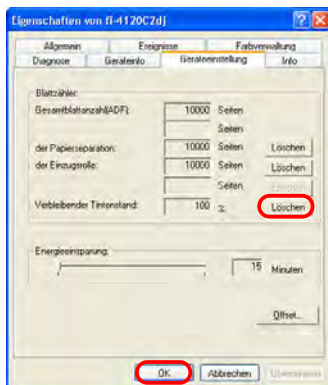 Eigenschaften von fi-4120C2dj
Allgemein Ereignisse Farbverwaltung
Diagnose Geräteinfo Geräteeinstellung Info
Blattzähler:
Gesamtblattanzahl(ADF): 10000 Seiten
Seiten
der Papierseparation: 10000 Seiten Löschen
der Einzugsrolle: 10000 Seiten Löschen
Seiten
Verbleibender Tintenstand: 100 % Löschen
Energieeinsparung:
15 Minuten
Offset...
OK Abbrechen Übernehmen